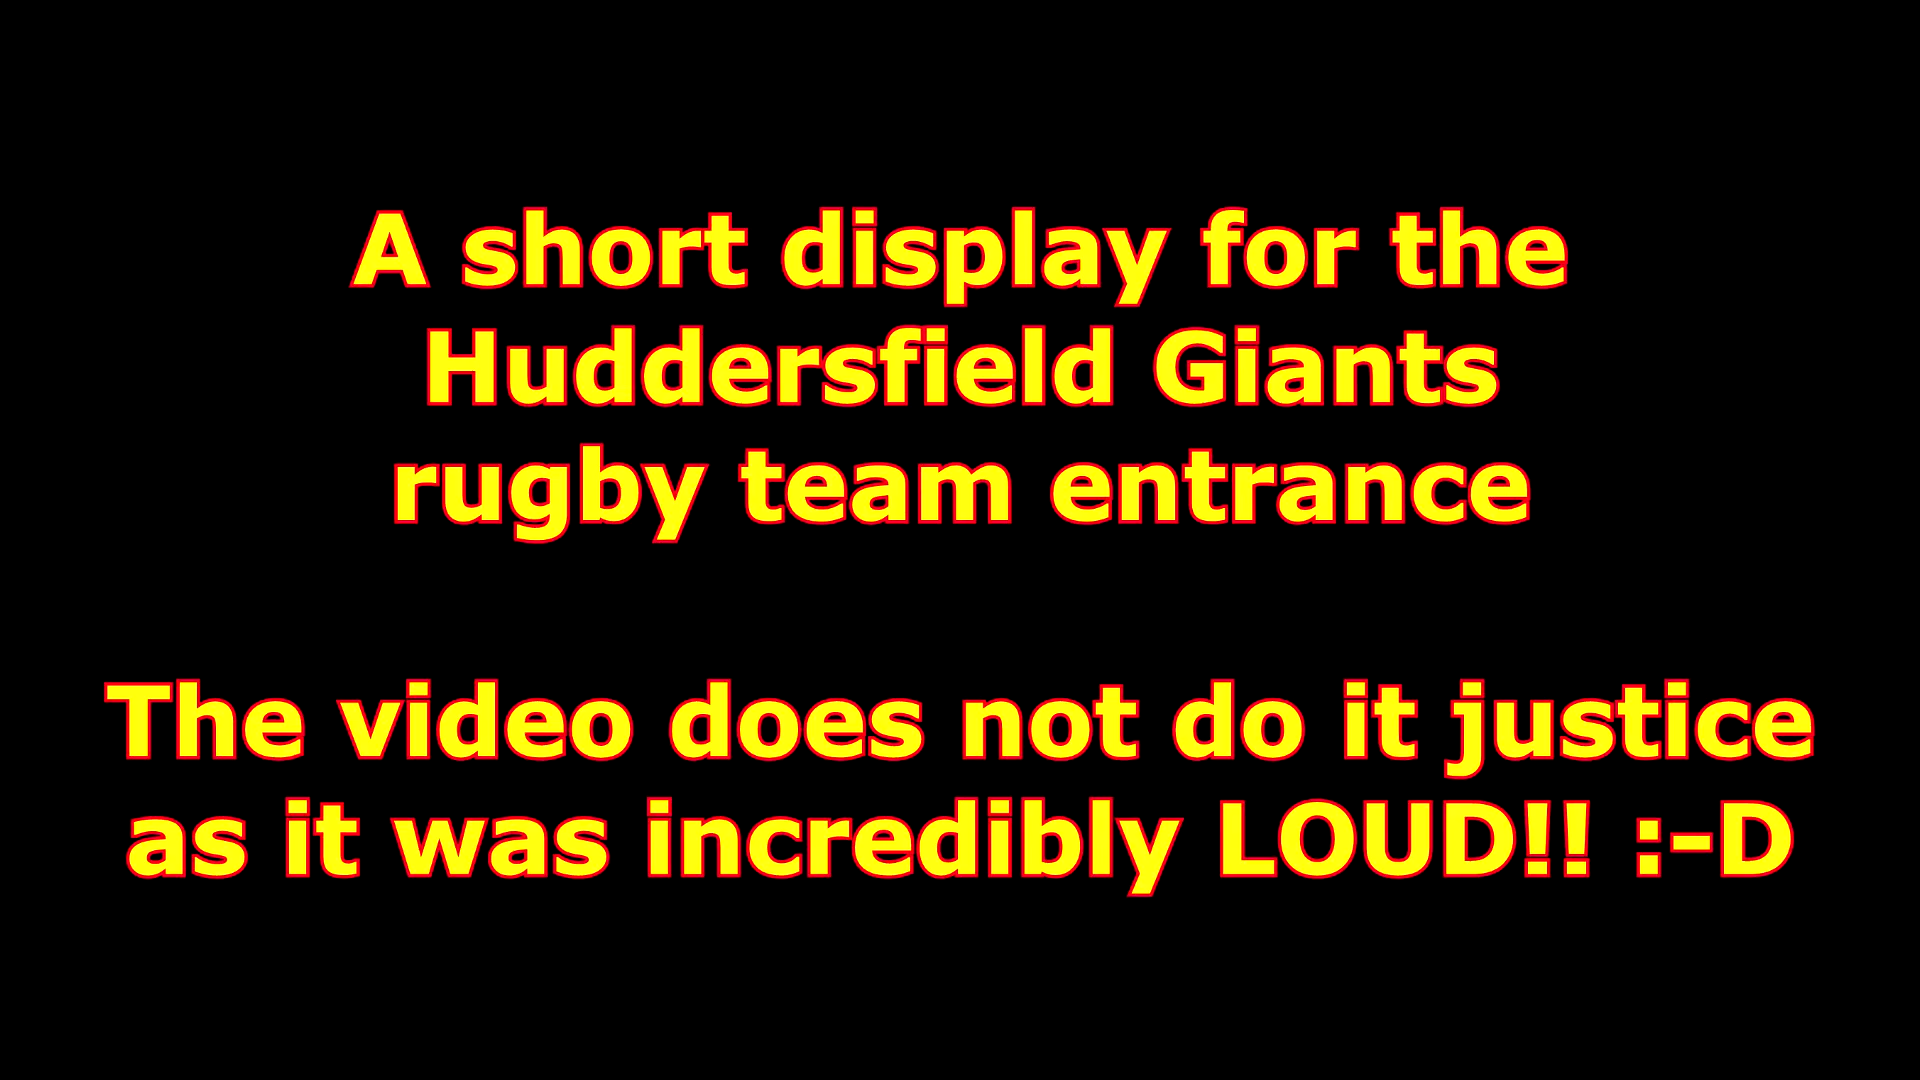 A short display for the
Huddersfield Giants
rugby team entrance
The video does not do it justice
as it was incredibly LOUD!! :-D